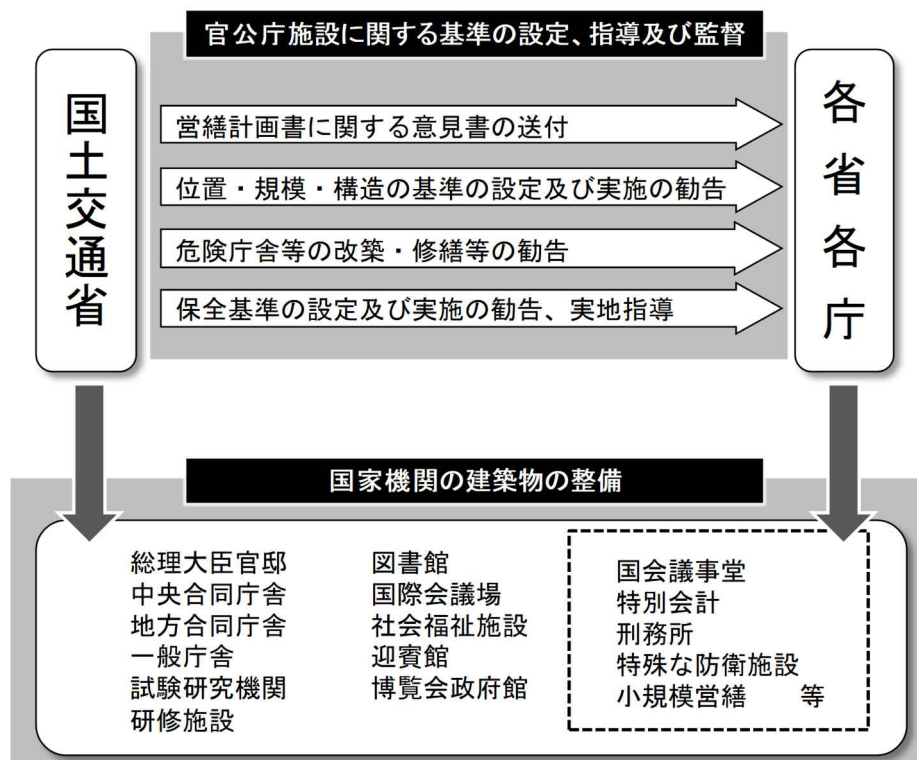 官公庁施設に関する基準の設定、指導及び監督
国土交通省
営繕計画書に関する意見書の送付
位置・規模・構造の基準の設定及び実施の勧告
危険庁舎等の改築・修繕等の勧告
保全基準の設定及び実施の勧告、実地指導
各省各庁
国家機関の建築物の整備
総理大臣官邸
中央合同庁舎
地方合同庁舎
一般庁舎
試験研究機関
研修施設
図書館
国際会議場
社会福祉施設
迎賓館
博覧会政府館
国会議事堂
特別会計
刑務所
特殊な防衛施設
小規模営繕　　等